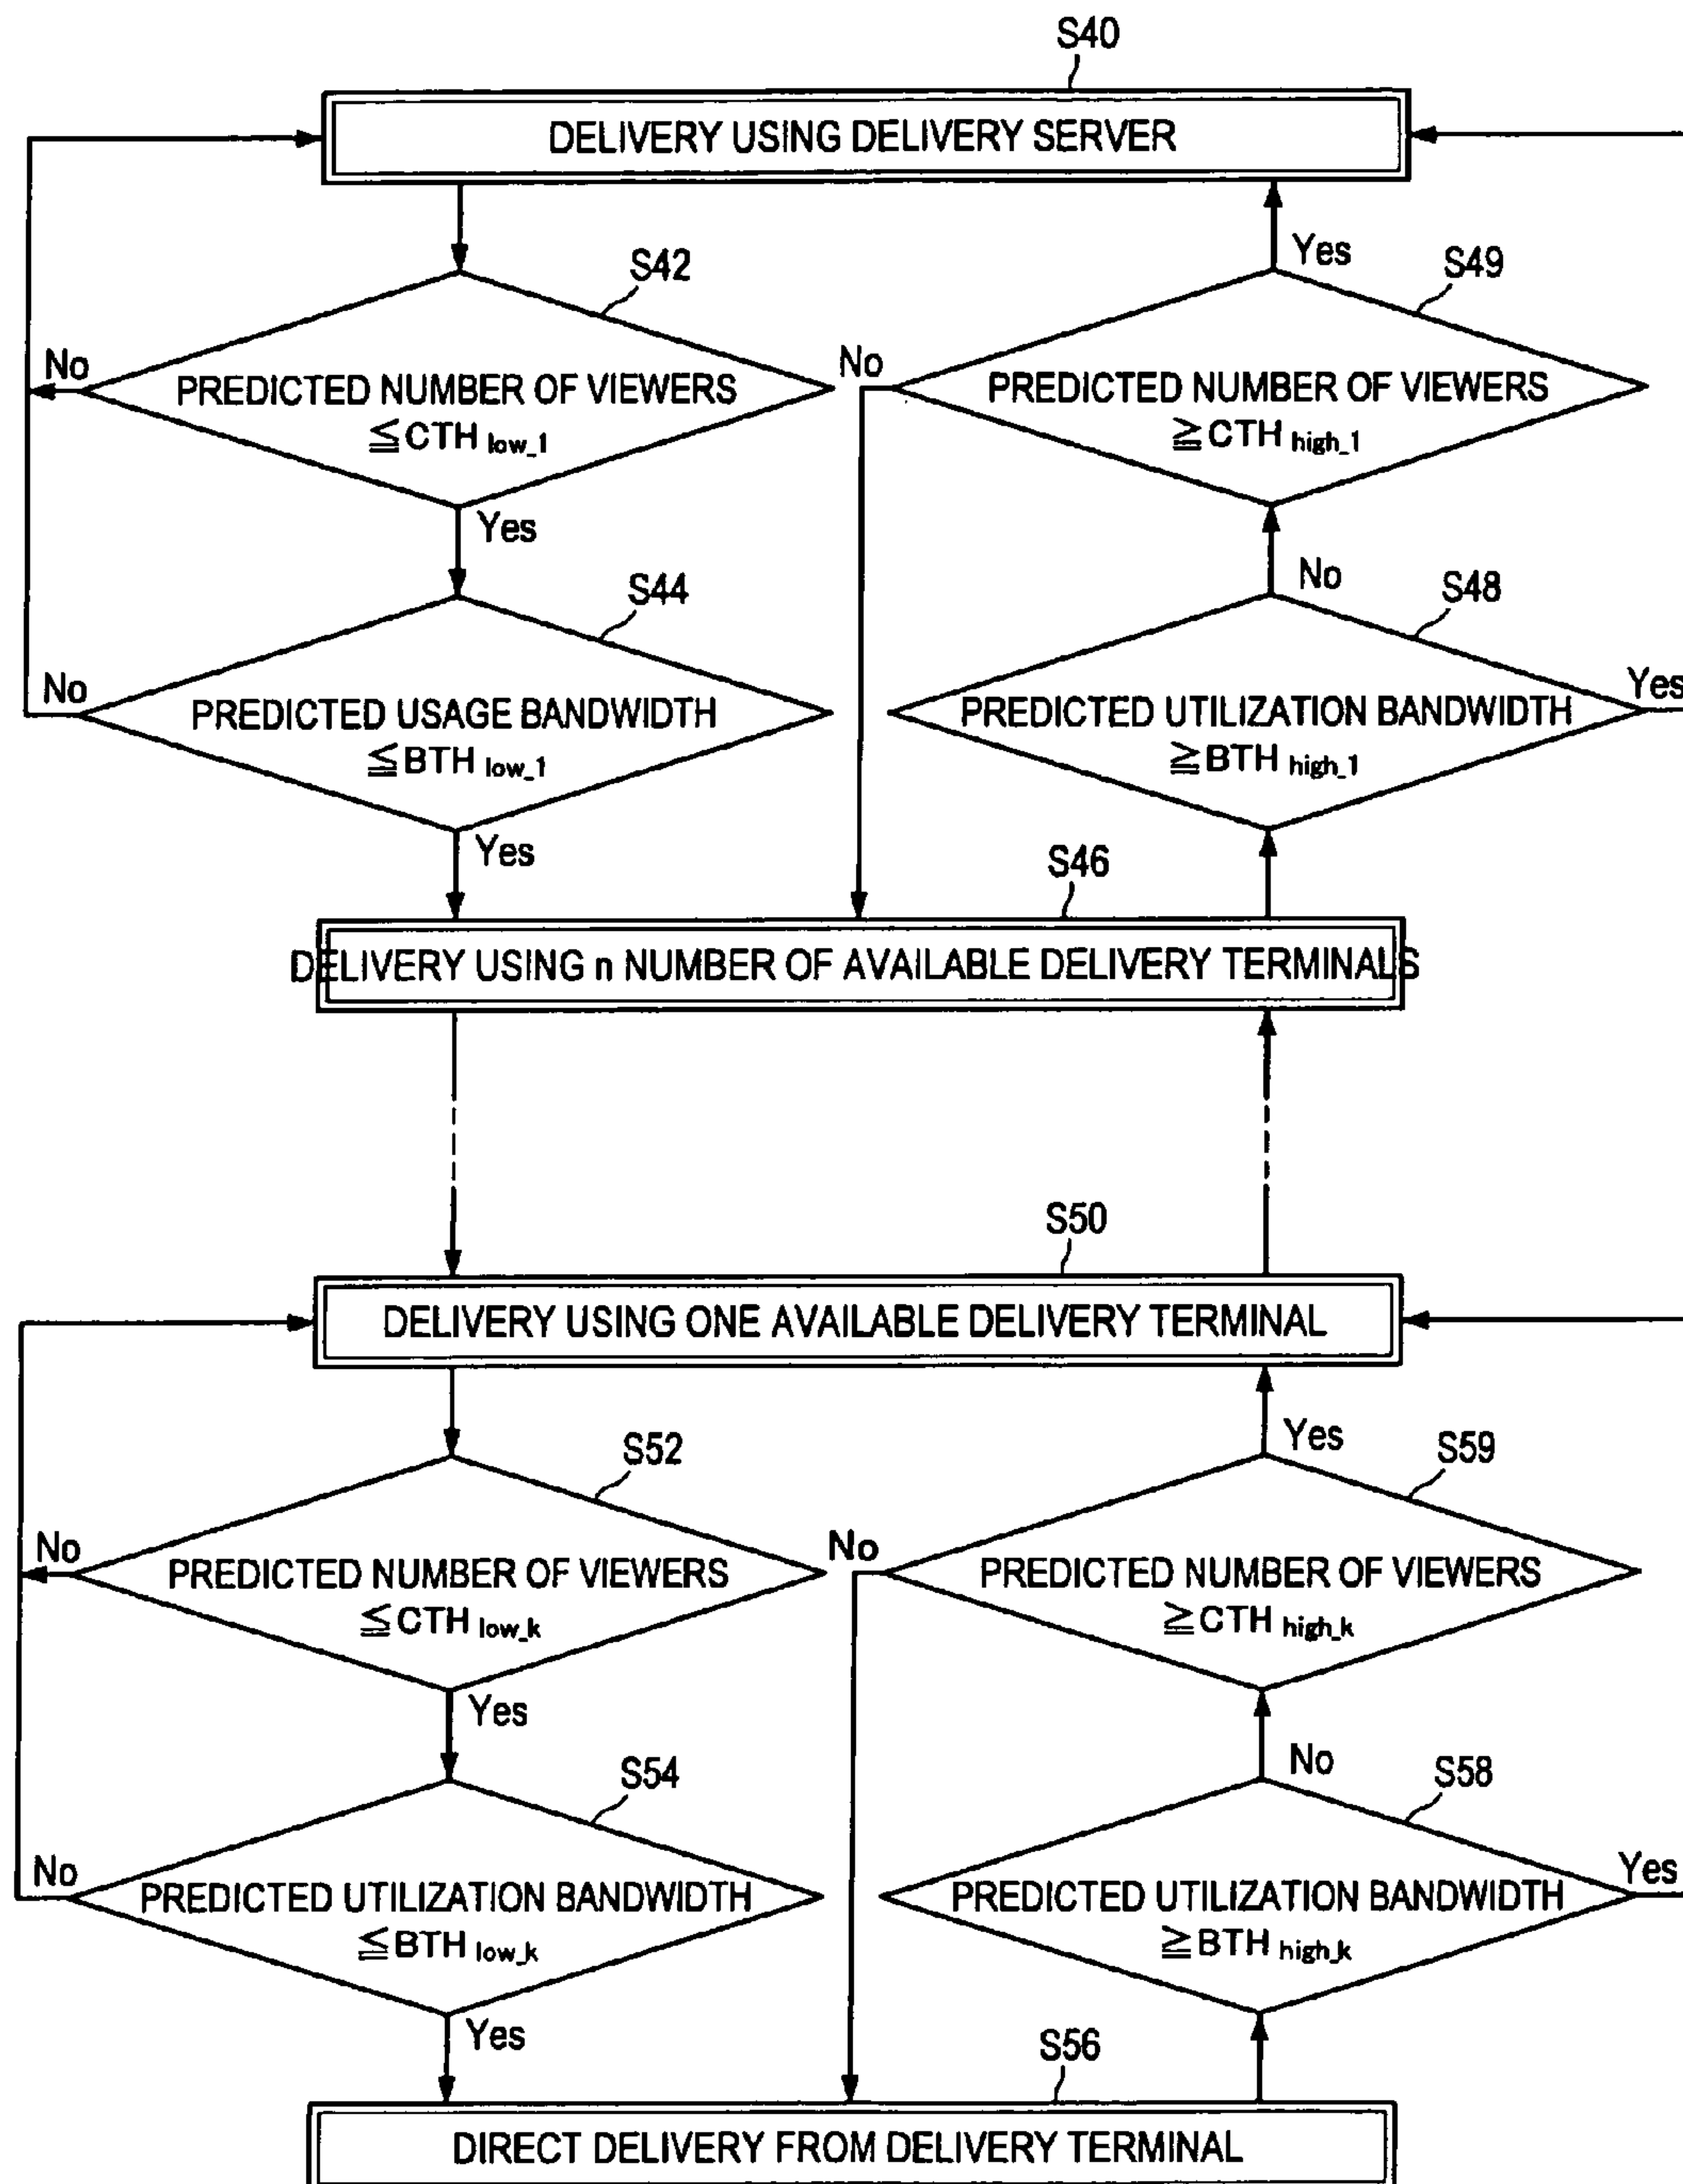 S40
DELIVERY USING DELIVERY SERVER
Yes
S42
S49
No
No
PREDICTED NUMBER OF VIEWERS
≦CTH low_1
PREDICTED NUMBER OF VIEWERS
≧CTH high_1
Yes
No
S44
S48
No
Yes
PREDICTED USAGE BANDWIDTH
≦BTH low_1
PREDICTED UTILIZATION BANDWIDTH
≧BTH high_1
Yes
S46
DELIVERY USING n NUMBER OF AVAILABLE DELIVERY TERMINALS
S50
DELIVERY USING ONE AVAILABLE DELIVERY TERMINAL
Yes
S52
S59
No
No
PREDICTED NUMBER OF VIEWERS
≦CTH low_k
PREDICTED NUMBER OF VIEWERS
≧CTH high_k
Yes
No
S54
S58
No
Yes
PREDICTED UTILIZATION BANDWIDTH
≦BTH low_k
PREDICTED UTILIZATION BANDWIDTH
≧BTH high_k
Yes
S56
DIRECT DELIVERY FROM DELIVERY TERMINAL